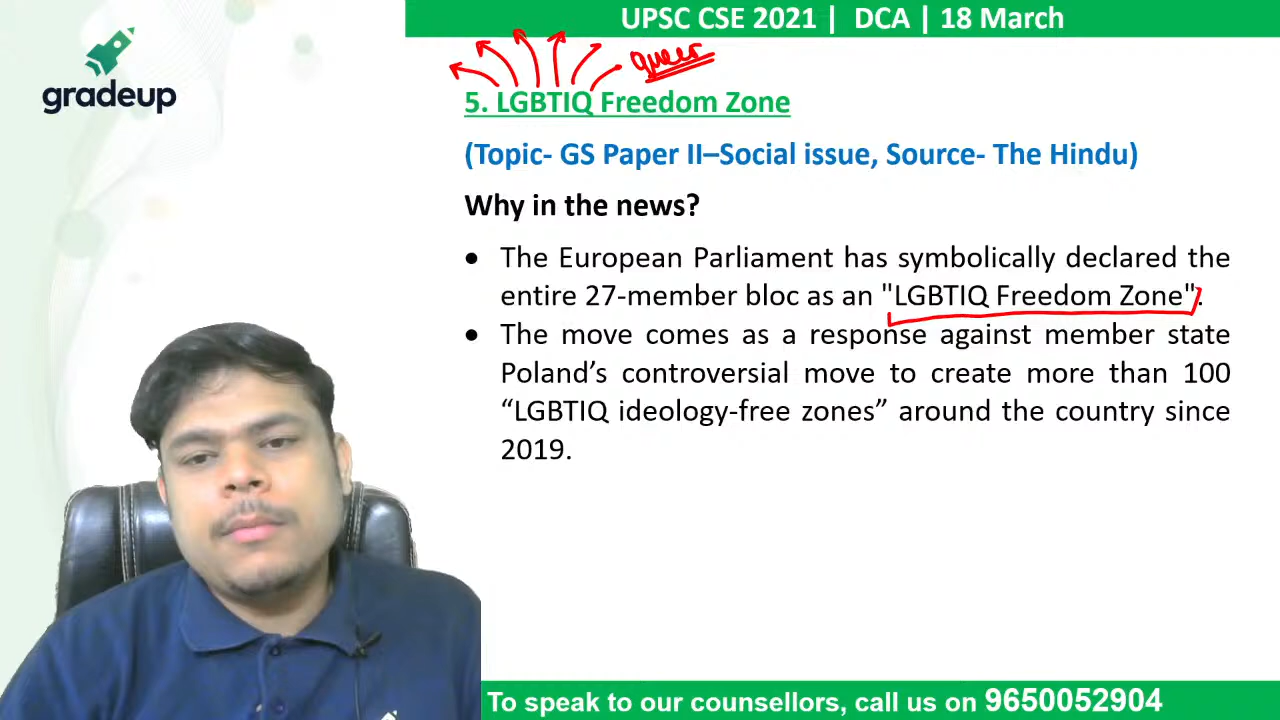 UPSC CSE 2021 | DCA | 18 March
gradeup
queer
5. LGBTIQ Freedom Zone
(Topic- GS Paper II–Social issue, Source- The Hindu)
Why in the news?
• The European Parliament has symbolically declared the
entire 27-member bloc as an "LGBTIQ Freedom Zone".
• The move comes as a response against member state
Poland’s controversial move to create more than 100
“LGBTIQ ideology-free zones” around the country since
2019.
To speak to our counsellors, call us on 9650052904